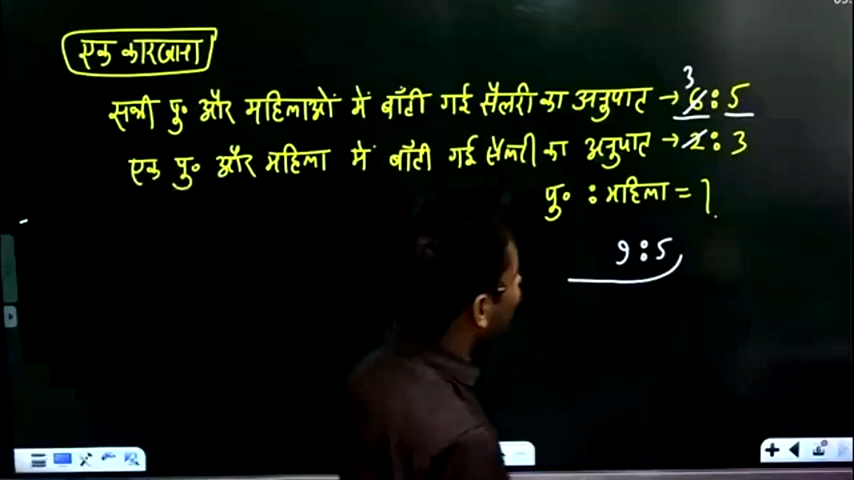 एक कारखाना
सभी पु० और महिलाओं में बाँटी गई सैलरी का अनुपात → 6 : 5
3
एक पु० और महिला में बाँटी गई सैलरी का अनुपात → 2 : 3
पु० : महिला = ?
9 : 5